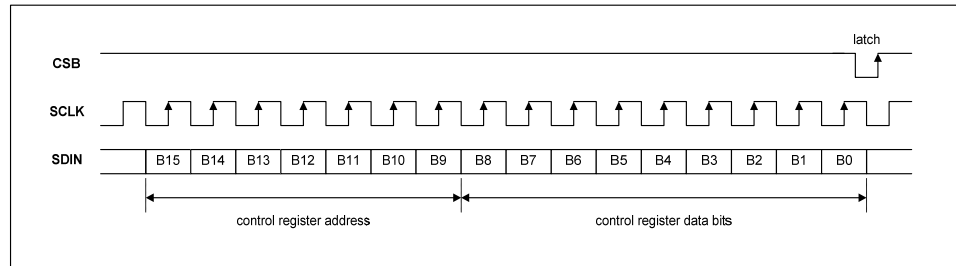 latch
CSB
SCLK
SDIN B15 B14 B13 B12 B11 B10 B9 B8 B7 B6 B5 B4 B3 B2 B1 B0
control register address control register data bits